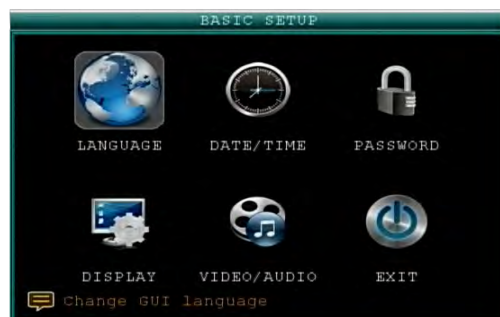 BASIC SETUP
LANGUAGE DATE/TIME PASSWORD
DISPLAY VIDEO/AUDIO EXIT
Change GUI language